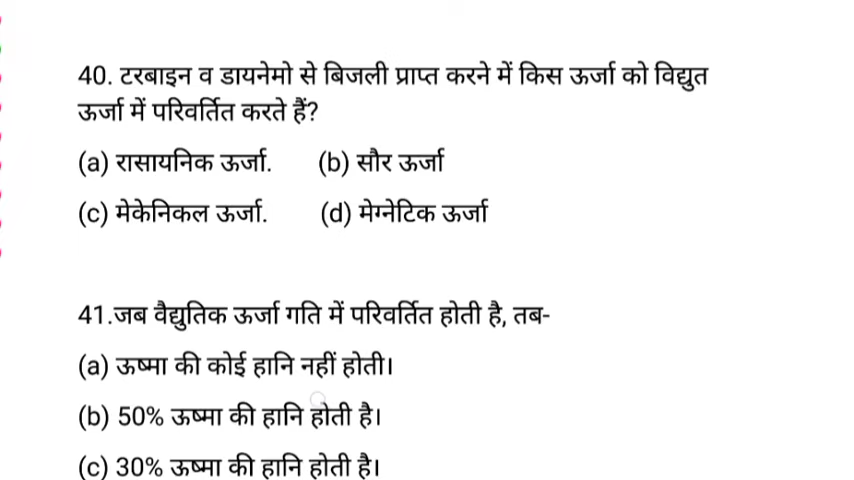 40. टरबाइन व डायनेमो से बिजली प्राप्त करने में किस ऊर्जा को विद्युत
ऊर्जा में परिवर्तित करते हैं?
(a) रासायनिक ऊर्जा. (b) सौर ऊर्जा
(c) मेकेनिकल ऊर्जा. (d) मेग्नेटिक ऊर्जा
41.जब वैद्युतिक ऊर्जा गति में परिवर्तित होती है, तब-
(a) ऊष्मा की कोई हानि नहीं होती।
(b) 50% ऊष्मा की हानि होती है।
(c) 30% ऊष्मा की हानि होती है।